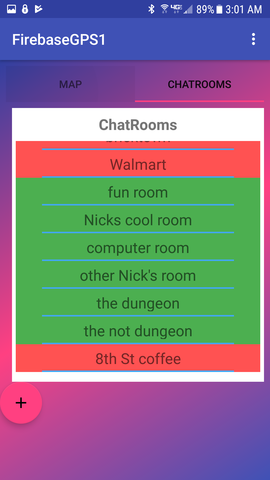 89% 3:01 AM
FirebaseGPS1
MAP
CHATROOMS
ChatRooms
Walmart
fun room
Nicks cool room
computer room
other Nick's room
the dungeon
the not dungeon
8th St coffee
+